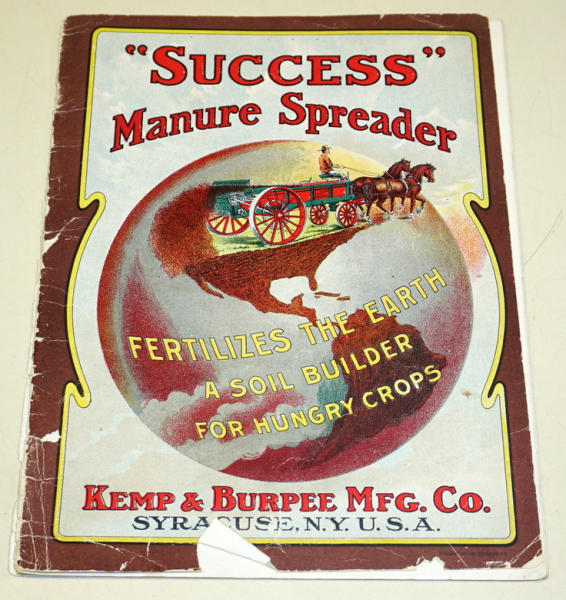 "SUCCESS"
Manure Spreader
FERTILIZES THE EARTH
A SOIL BUILDER
FOR HUNGRY CROPS
KEMP & BURPEE MFG. CO.
SYRACUSE, N.Y. U.S.A.